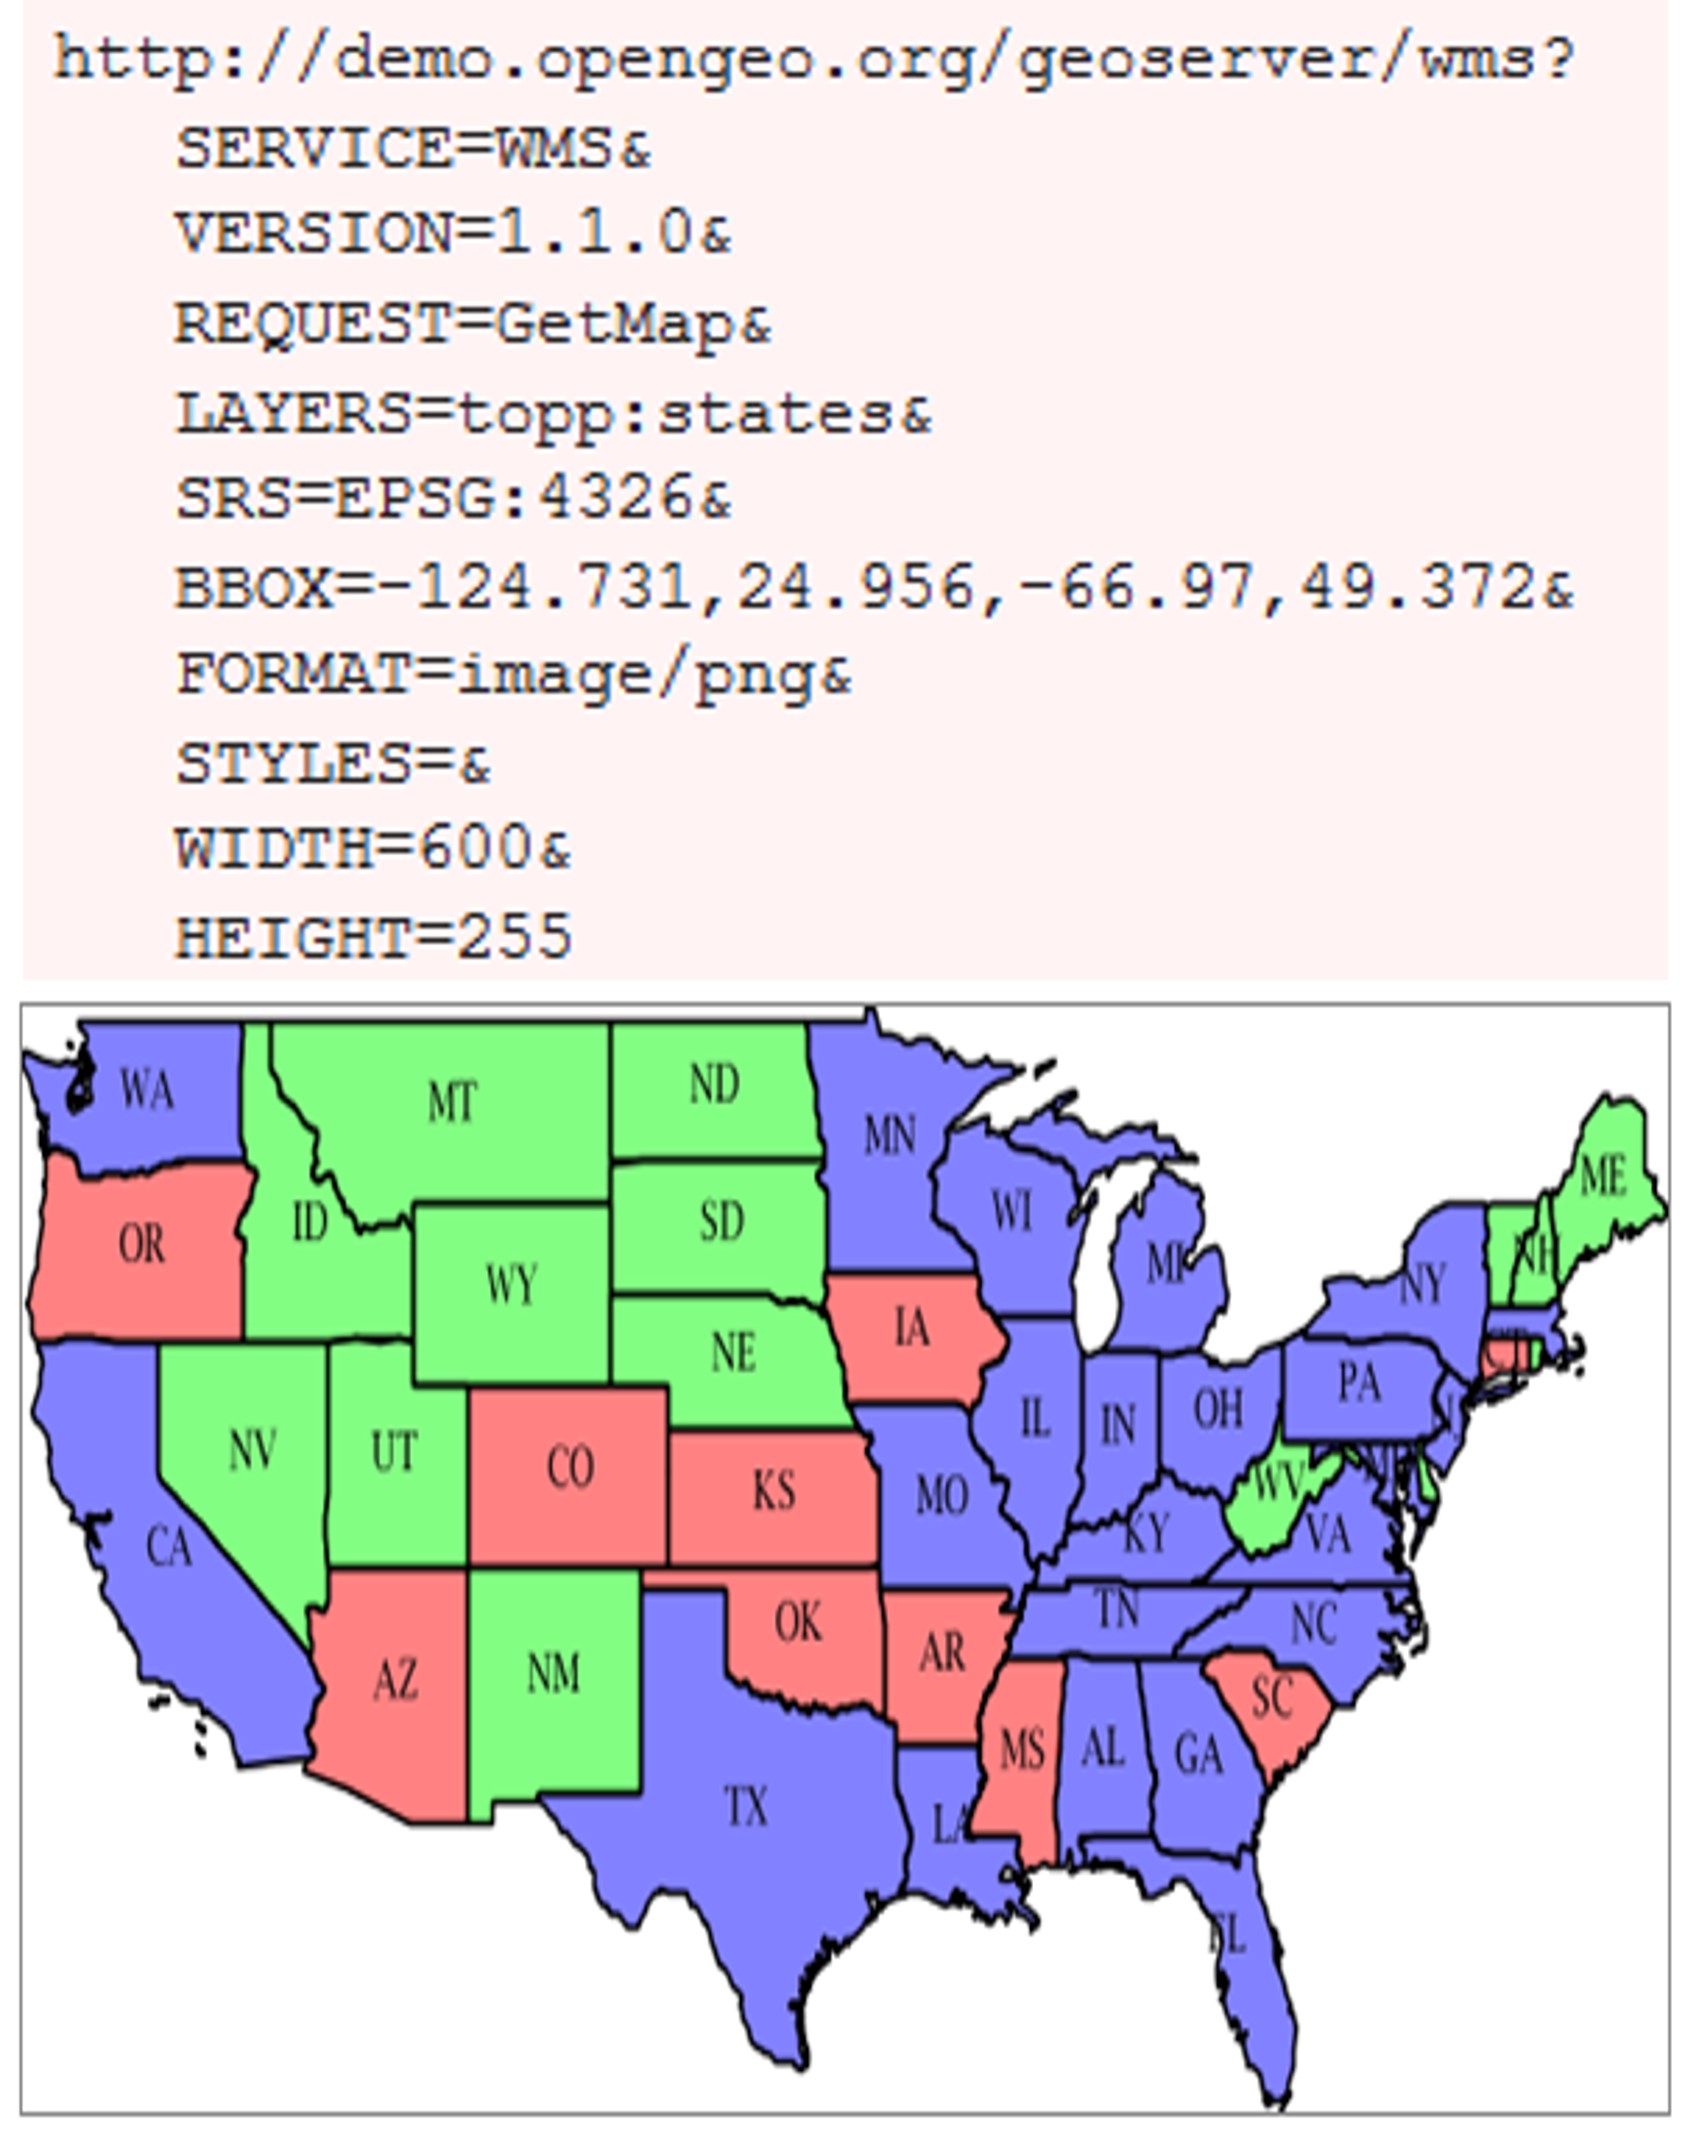 http://demo.opengeo.org/geoserver/wms?
SERVICE=WMS&
VERSION=1.1.0&
REQUEST=GetMap&
LAYERS=topp:states&
SRS=EPSG:4326&
BBOX=-124.731,24.956,-66.97,49.372&
FORMAT=image/png&
STYLES=&
WIDTH=600&
HEIGHT=255
WA
MT
ND
MN
ME
OR
ID
SD
WI
MI
NH
WY
NY
NE
IA
PA
NV
UT
CO
KS
IL
IN
OH
MO
WV
CA
KY
VA
TN
NC
AZ
NM
OK
AR
SC
MS
AL
GA
TX
LA
FL